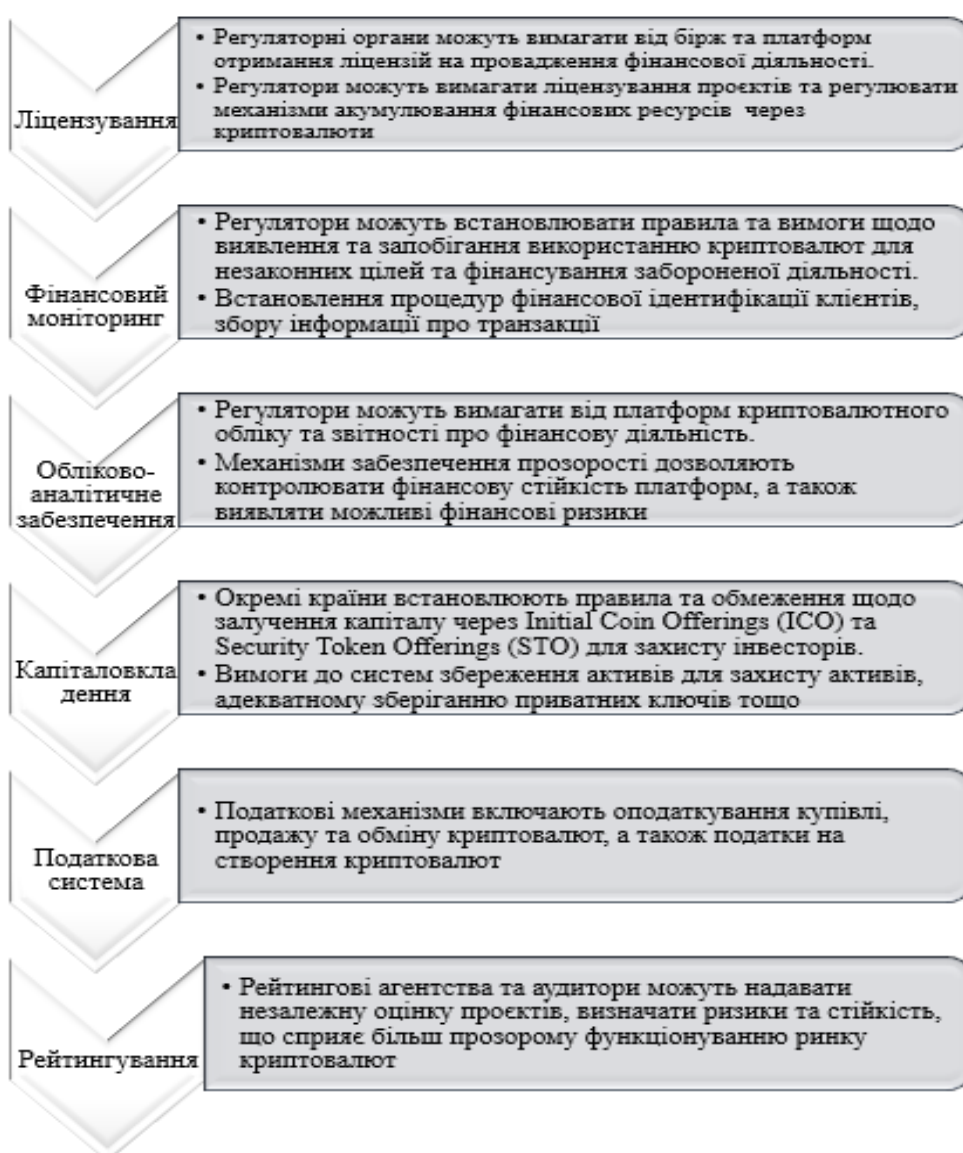 Ліцензування
• Регуляторні органи можуть вимагати від бірж та платформ
отримання ліцензій на провадження фінансової діяльності.
• Регулятори можуть вимагати ліцензування проєктів та регулювати
механізми акумулювання фінансових ресурсів через
криптовалюти
Фінансовий
моніторинг
• Регулятори можуть встановлювати правила та вимоги щодо
виявлення та запобігання використанню криптовалют для
незаконних цілей та фінансування забороненої діяльності.
• Встановлення процедур фінансової ідентифікації клієнтів,
збору інформації про транзакції
Обліково-
аналітичне
забезпечення
• Регулятори можуть вимагати від платформ криптовалютного
обліку та звітності про фінансову діяльність.
• Механізми забезпечення прозорості дозволяють
контролювати фінансову стійкість платформ, а також
виявляти можливі фінансові ризики
Капіталовкла
дення
• Окремі країни встановлюють правила та обмеження щодо
залучення капіталу через Initial Coin Offerings (ICO) та
Security Token Offerings (STO) для захисту інвесторів.
• Вимоги до систем збереження активів для захисту активів,
адекватному зберіганню приватних ключів тощо
Податкова
система
• Податкові механізми включають оподаткування купівлі,
продажу та обміну криптовалют, а також податки на
створення криптовалют
Рейтингування
• Рейтингові агентства та аудитори можуть надавати
незалежну оцінку проєктів, визначати ризики та стійкість,
що сприяє більш прозорому функціонуванню ринку
криптовалют